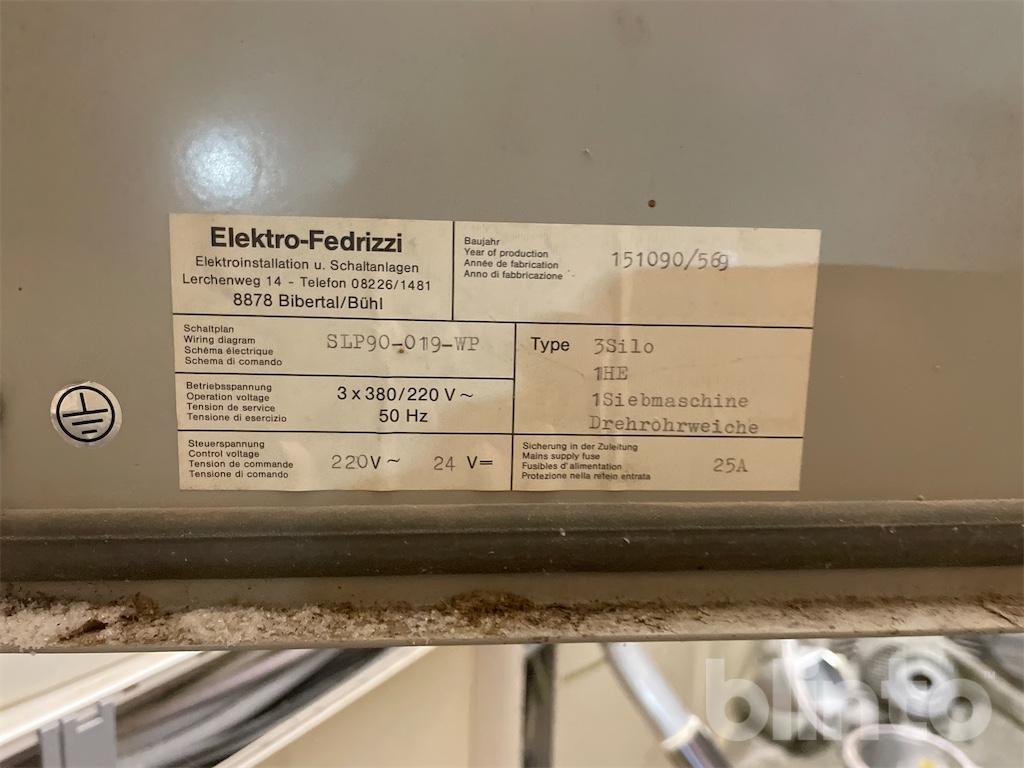 Elektro-Fedrizzi
Elektroinstallation u. Schaltanlagen
Lerchenweg 14 - Telefon 08226/1481
8878 Bibertal/Bühl
Baujahr
Year of production
Année de fabrication
Anno di fabbricazione
151090/569
Schaltplan
Wiring diagram
Schéma électrique
Schema di comando
SLP90-019-WP
Type 3Silo
1HE
1Siebmaschine
Drehrohrweiche
Betriebsspannung
Operation voltage
Tension de service
Tensione di esercizio
3 x 380/220 V ~
50 Hz
Steuerspannung
Control voltage
Tension de commande
Tensione di comando
220V ~ 24 V=
Sicherung in der Zuleitung
Mains supply fuse
Fusibles d'alimentation
Protezione nella retein entrata
25A
blinto™